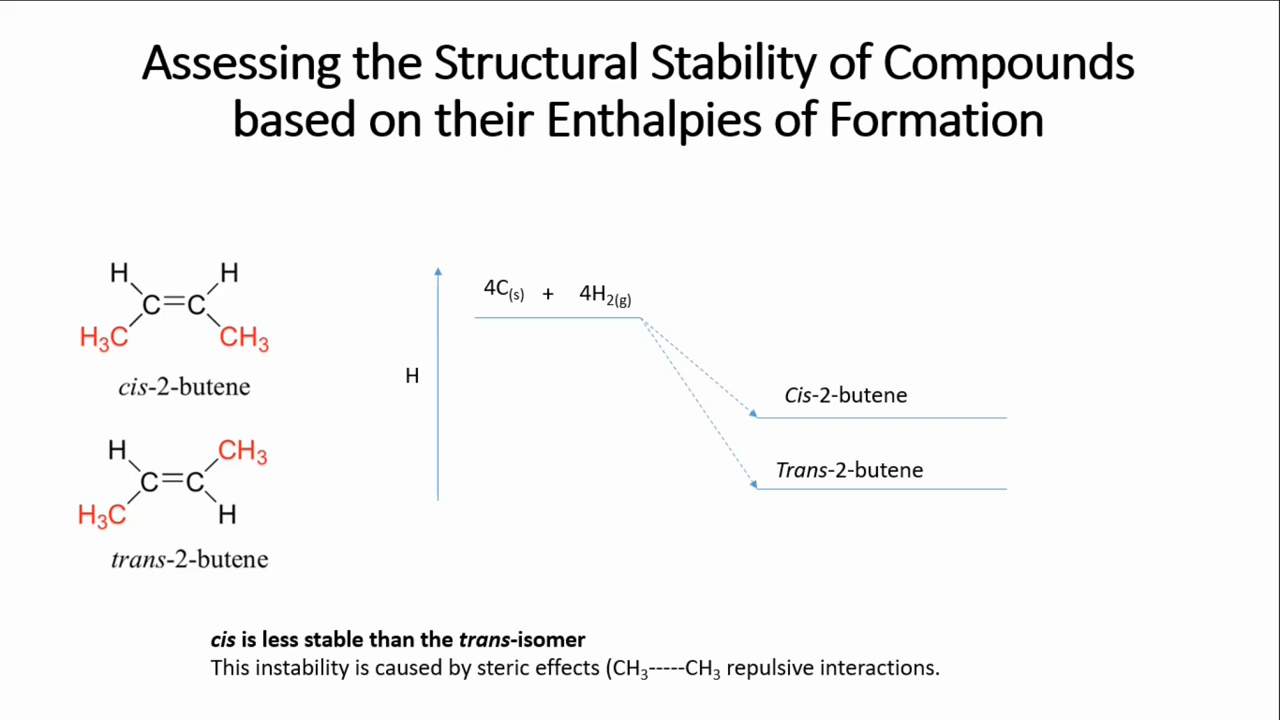 Assessing the Structural Stability of Compounds
based on their Enthalpies of Formation
H H
C=C
H₃C CH₃
cis-2-butene
H CH₃
C=C
H₃C H
trans-2-butene
H
4C(s) + 4H₂(g)
Cis-2-butene
Trans-2-butene
cis is less stable than the trans-isomer
This instability is caused by steric effects (CH₃-----CH₃ repulsive interactions.